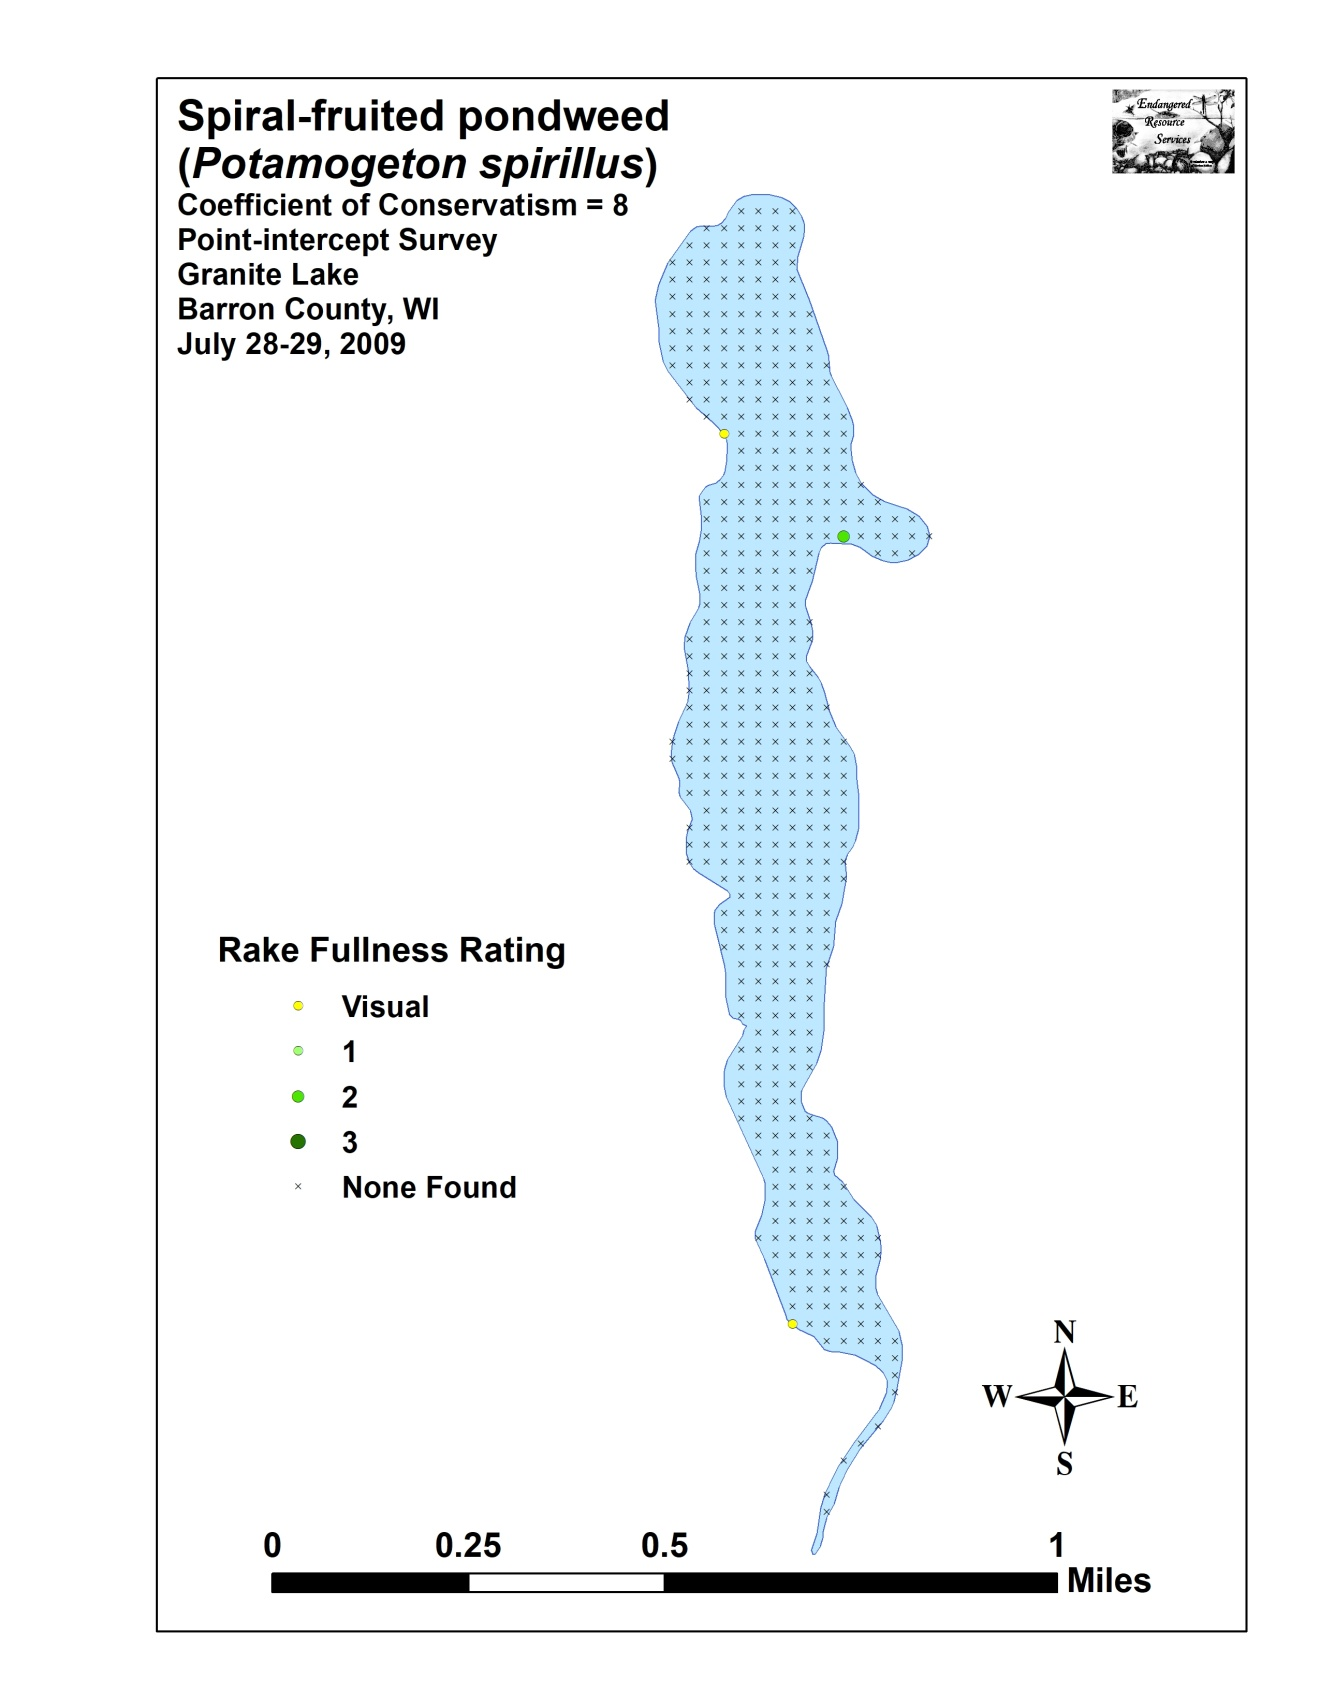 Spiral-fruited pondweed
(Potamogeton spirillus)
Coefficient of Conservatism = 8
Point-intercept Survey
Granite Lake
Barron County, WI
July 28-29, 2009
Endangered
Resource
Services
Rake Fullness Rating
Visual
1
2
3
None Found
N
W E
S
0 0.25 0.5 1
Miles